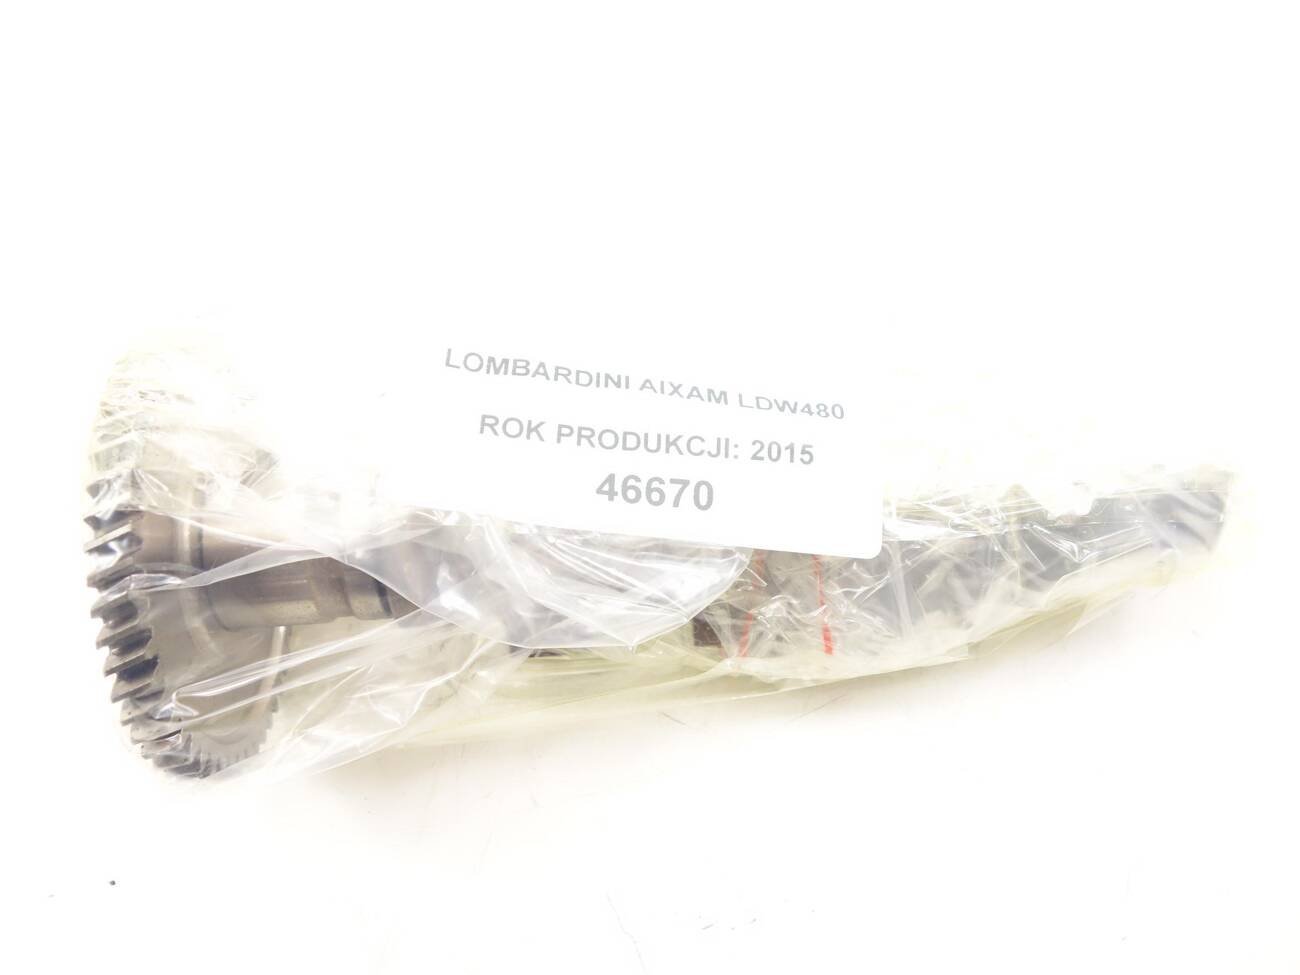 LOMBARDINI AIXAM LDW480
ROK PRODUKCJI: 2015
46670